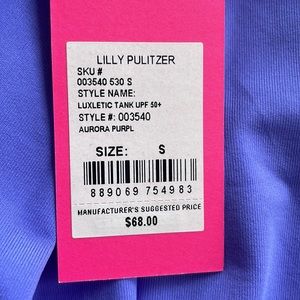 LILLY PULITZER
SKU #
003540 530 S
STYLE NAME:
LUXLETIC TANK UPF 50+
STYLE #: 003540
AURORA PURPL
SIZE: S
889069 754983
MANUFACTURER'S SUGGESTED PRICE
$68.00